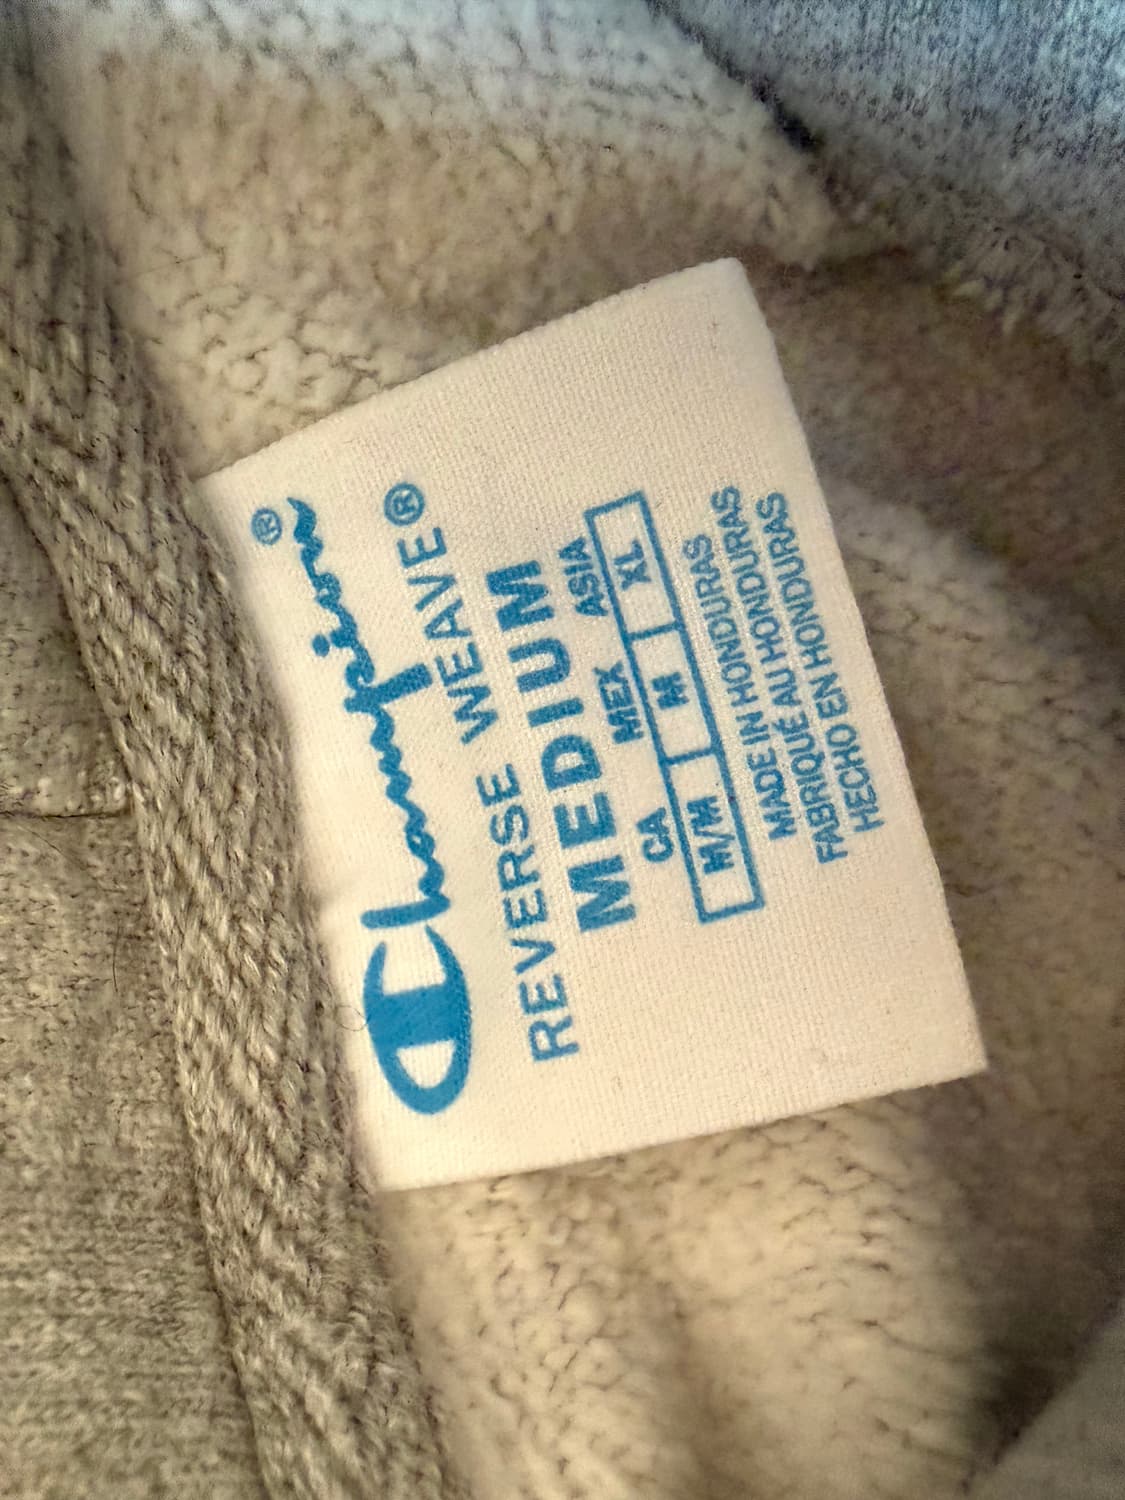 Champion®
REVERSE WEAVE®
MEDIUM
CA MEX ASIA
M/M M XL
MADE IN HONDURAS
FABRIQUÉ AU HONDURAS
HECHO EN HONDURAS